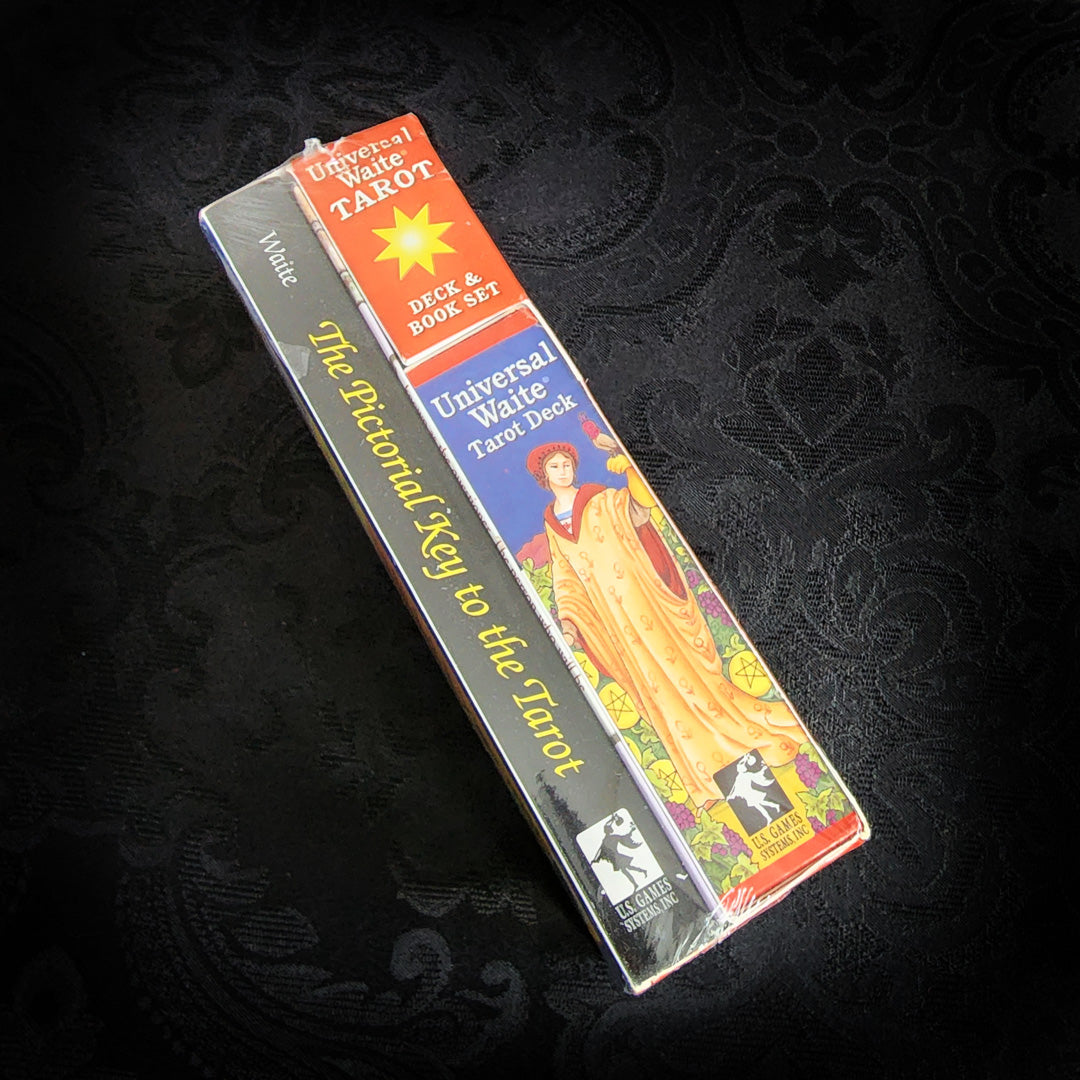 Waite
The Pictorial Key to the Tarot
U.S. GAMES
SYSTEMS, INC
Universal
Waite®
TAROT
DECK &
BOOK SET
Universal
Waite®
Tarot Deck
U.S. GAMES
SYSTEMS, INC